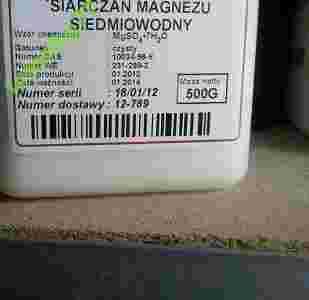 SIARCZAN MAGNEZU
SIEDMIOWODNY
Wzór chemiczny MgSO₄•7H₂O
Gatunek czysty
Numer CAS 10034-99-8
Numer WE 231-298-2
Data produkcji 01.2012
Data ważności 01.2014
Masa netto
500G
Numer serii : 18/01/12
Numer dostawy : 12-789